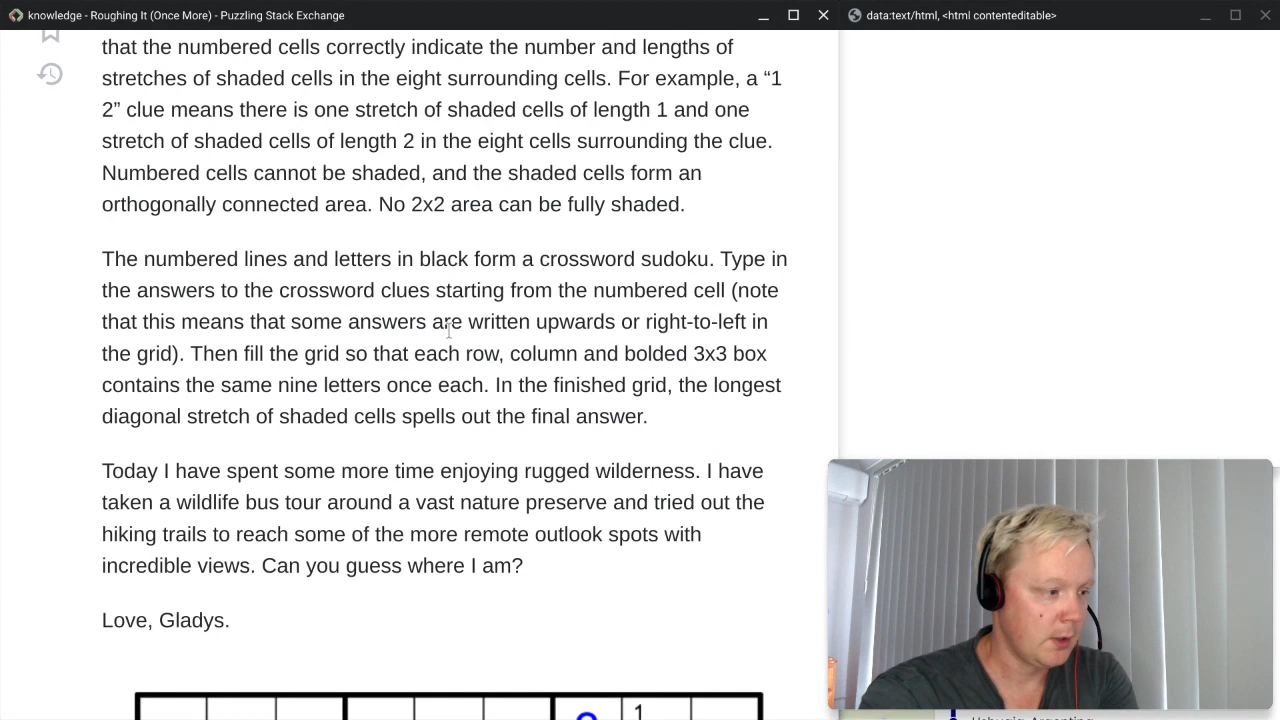 knowledge - Roughing It (Once More) - Puzzling Stack Exchange
data:text/html, <html contenteditable>
that the numbered cells correctly indicate the number and lengths of
stretches of shaded cells in the eight surrounding cells. For example, a “1
2” clue means there is one stretch of shaded cells of length 1 and one
stretch of shaded cells of length 2 in the eight cells surrounding the clue.
Numbered cells cannot be shaded, and the shaded cells form an
orthogonally connected area. No 2x2 area can be fully shaded.
The numbered lines and letters in black form a crossword sudoku. Type in
the answers to the crossword clues starting from the numbered cell (note
that this means that some answers are written upwards or right-to-left in
the grid). Then fill the grid so that each row, column and bolded 3x3 box
contains the same nine letters once each. In the finished grid, the longest
diagonal stretch of shaded cells spells out the final answer.
Today I have spent some more time enjoying rugged wilderness. I have
taken a wildlife bus tour around a vast nature preserve and tried out the
hiking trails to reach some of the more remote outlook spots with
incredible views. Can you guess where I am?
Love, Gladys.
1